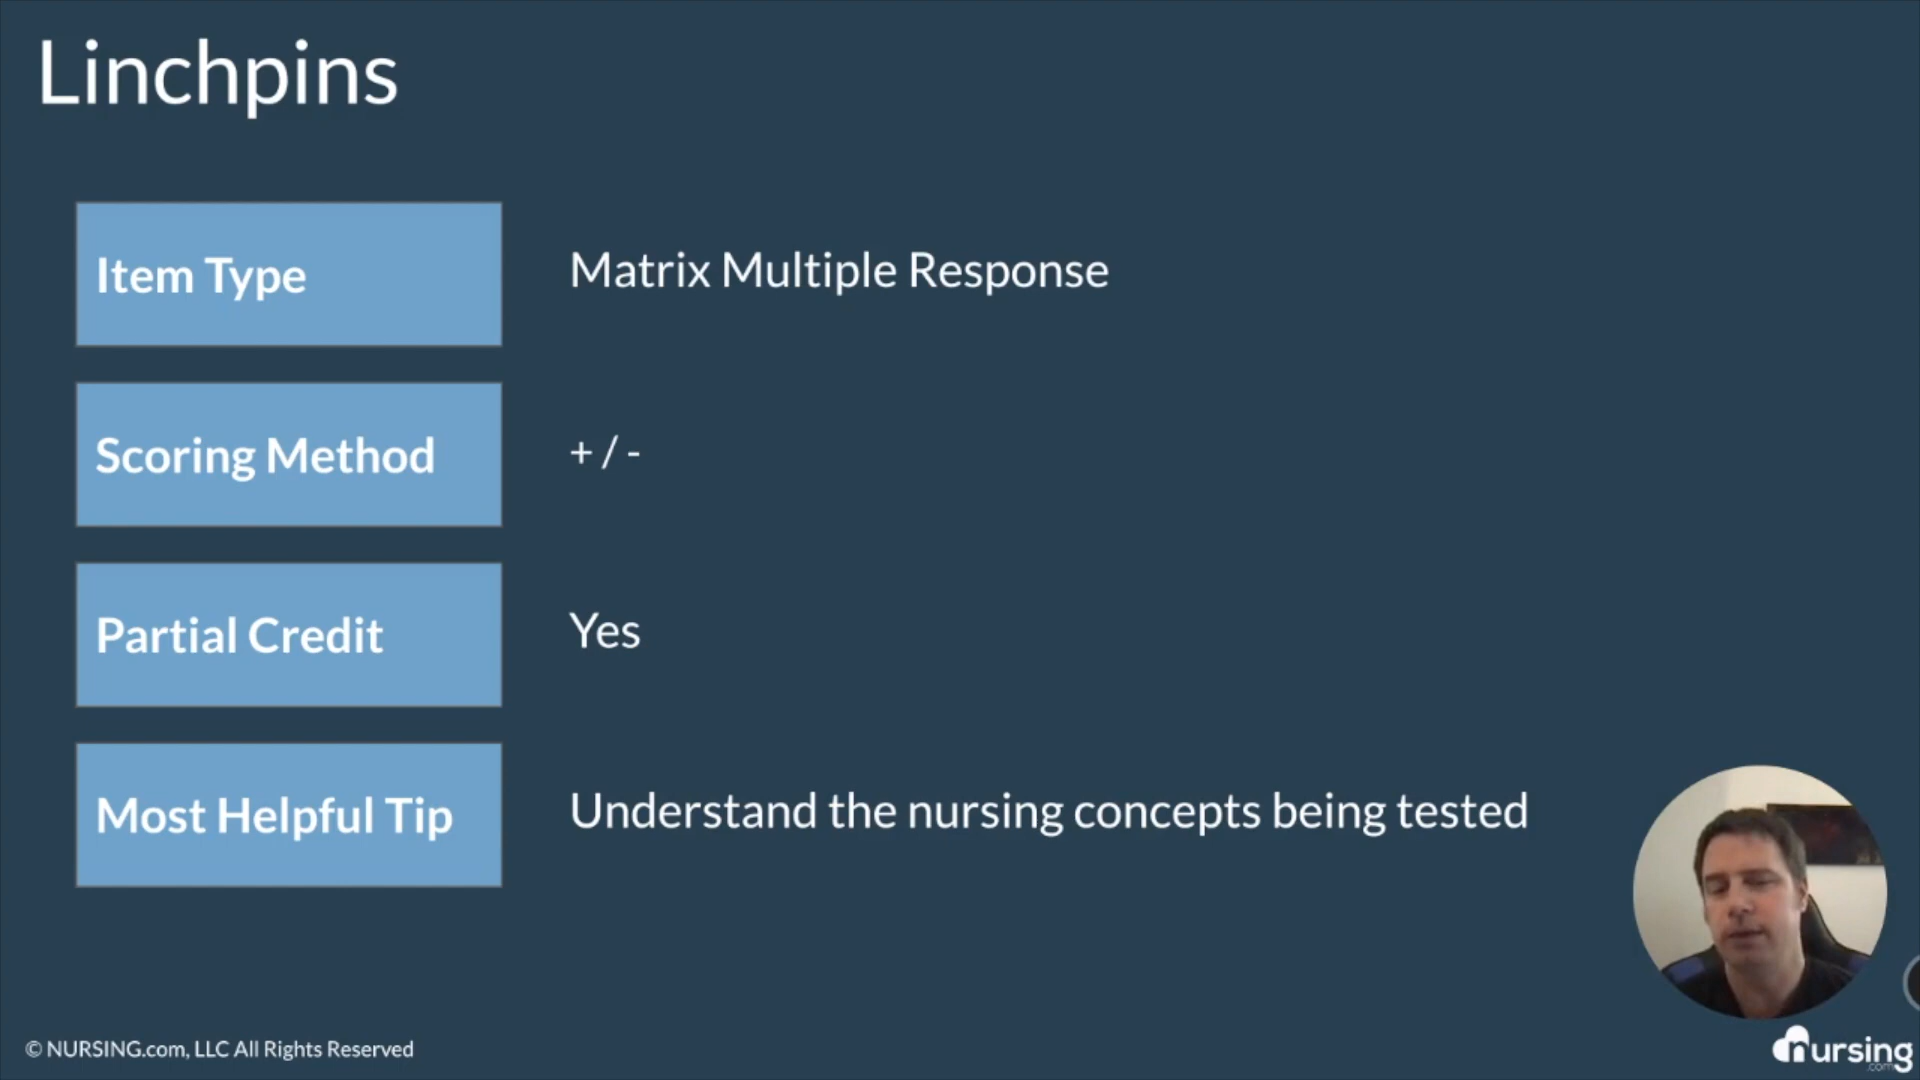 Linchpins
Item Type
Matrix Multiple Response
Scoring Method
+ / -
Partial Credit
Yes
Most Helpful Tip
Understand the nursing concepts being tested
© NURSING.com, LLC All Rights Reserved
nursing
.com